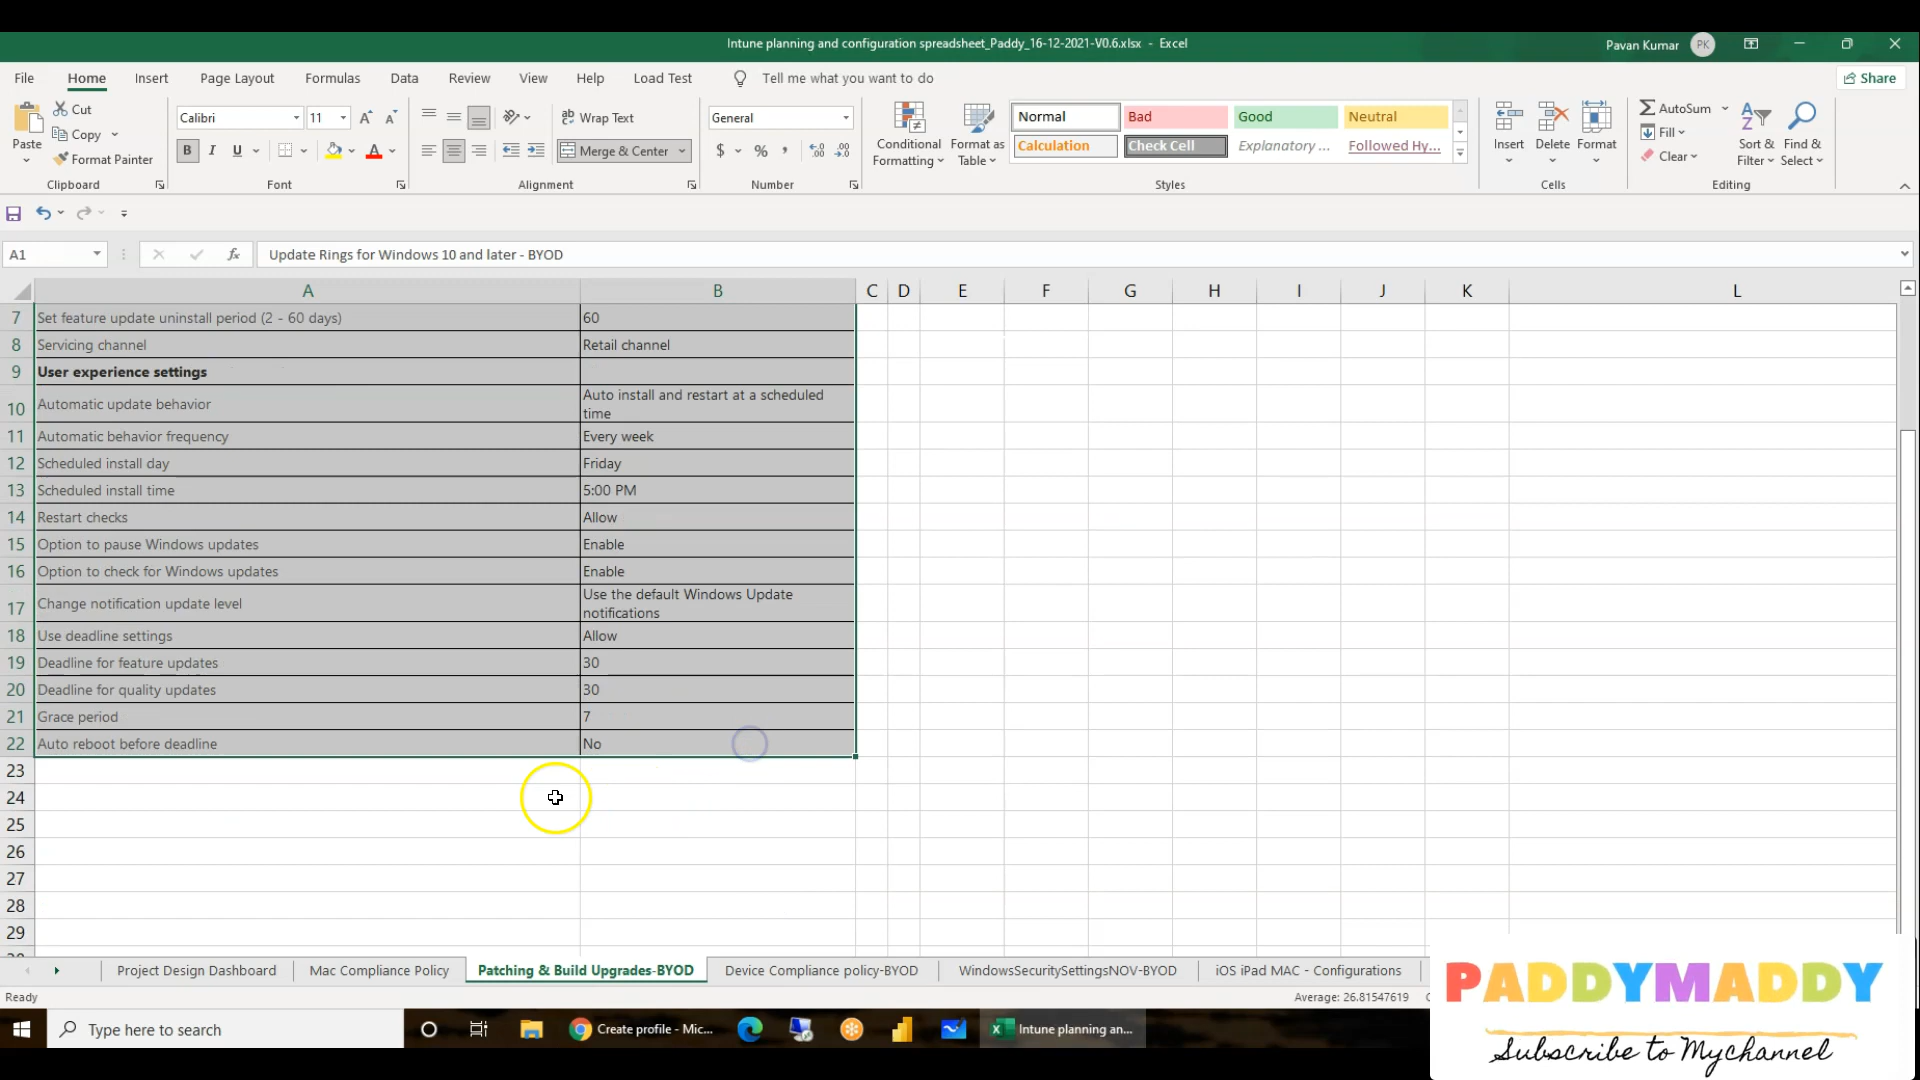 Intune planning and configuration spreadsheet_Paddy_16-12-2021-V0.6.xlsx - Excel
Pavan Kumar PK
File Home Insert Page Layout Formulas Data Review View Help Load Test Tell me what you want to do Share
Paste Cut Copy Format Painter Clipboard
Calibri 11 B I U A Font
Wrap Text Merge & Center Alignment
General $ % , Number
Conditional Formatting Format as Table
Normal Bad Good Neutral
Calculation Check Cell Explanatory ... Followed Hy...
Styles
Insert Delete Format Cells
AutoSum Fill Clear Sort & Filter Find & Select Editing
A1 fx Update Rings for Windows 10 and later - BYOD
A B C D E F G H I J K L
7 Set feature update uninstall period (2 - 60 days) 60
8 Servicing channel Retail channel
9 User experience settings
10 Automatic update behavior Auto install and restart at a scheduled time
11 Automatic behavior frequency Every week
12 Scheduled install day Friday
13 Scheduled install time 5:00 PM
14 Restart checks Allow
15 Option to pause Windows updates Enable
16 Option to check for Windows updates Enable
17 Change notification update level Use the default Windows Update notifications
18 Use deadline settings Allow
19 Deadline for feature updates 30
20 Deadline for quality updates 30
21 Grace period 7
22 Auto reboot before deadline No
23
24
25
26
27
28
29
Project Design Dashboard Mac Compliance Policy Patching & Build Upgrades-BYOD Device Compliance policy-BYOD WindowsSecuritySettingsNOV-BYOD iOS iPad MAC - Configurations
Ready Average: 26.81547619
Type here to search Create profile - Mic... Intune planning an...
PADDYMADDY
Subscribe to Mychannel